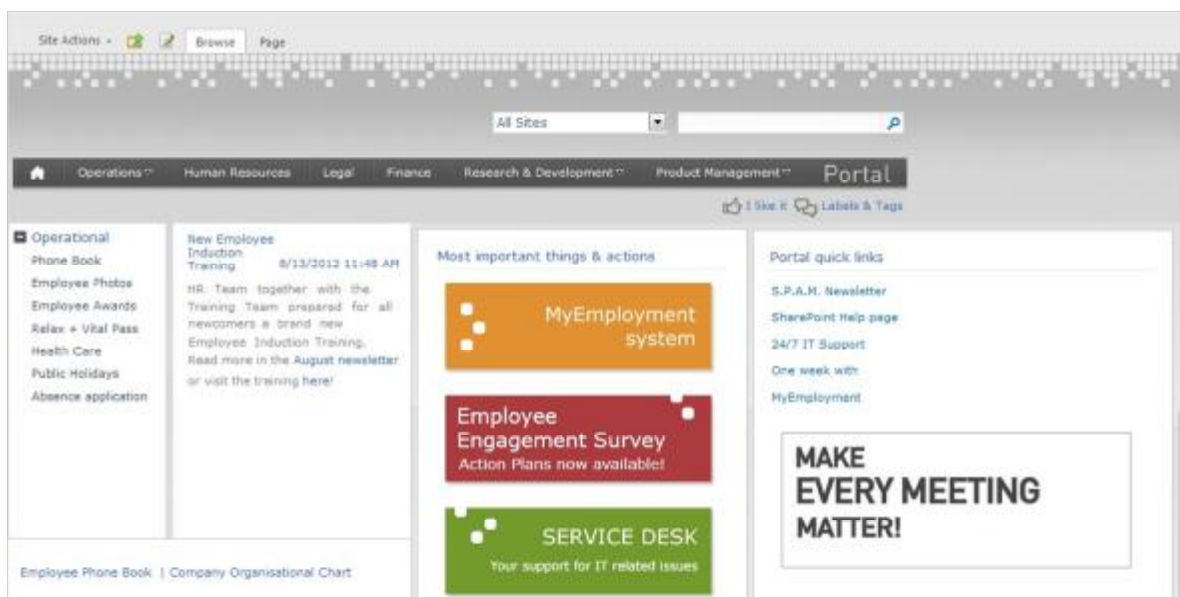 Site Actions
Browse
Page
All Sites
Operations
Human Resources
Legal
Finance
Research & Development
Product Management
Portal
I like it
Labels & Tags
Operational
Phone Book
Employee Photos
Employee Awards
Relax + Vital Pass
Health Care
Public Holidays
Absence application
New Employee
Induction
Training 8/13/2012 11:48 AM
HR Team together with the
Training Team prepared for all
newcomers a brand new
Employee Induction Training.
Read more in the August newsletter
or visit the training here!
Employee Phone Book | Company Organisational Chart
Most important things & actions
MyEmployment
system
Employee
Engagement Survey
Action Plans now available!
SERVICE DESK
Your support for IT related issues
Portal quick links
S.P.A.M. Newsletter
SharePoint Help page
24/7 IT Support
One week with
MyEmployment
MAKE
EVERY MEETING
MATTER!